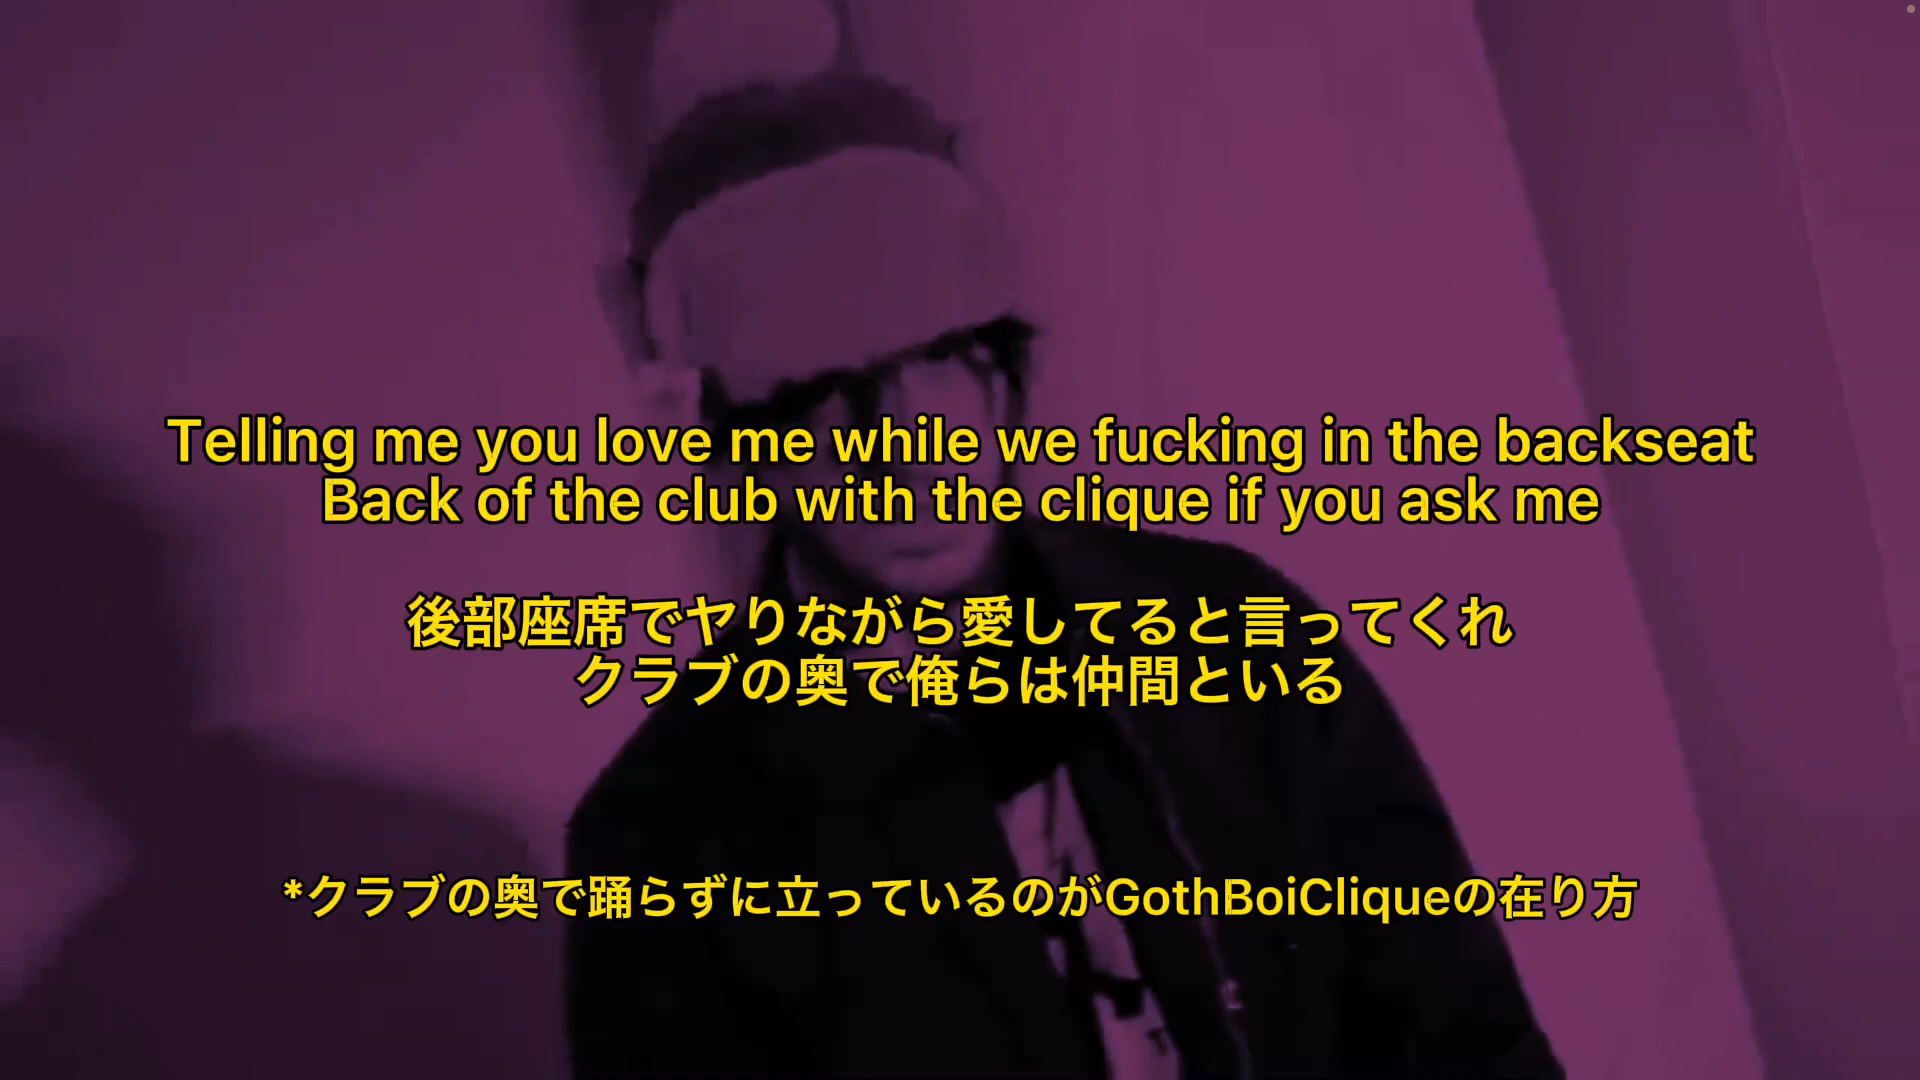 Telling me you love me while we fucking in the backseat
Back of the club with the clique if you ask me
後部座席でヤりながら愛してると言ってくれ
クラブの奥で俺らは仲間といる
*クラブの奥で踊らずに立っているのがGothBoiCliqueの在り方